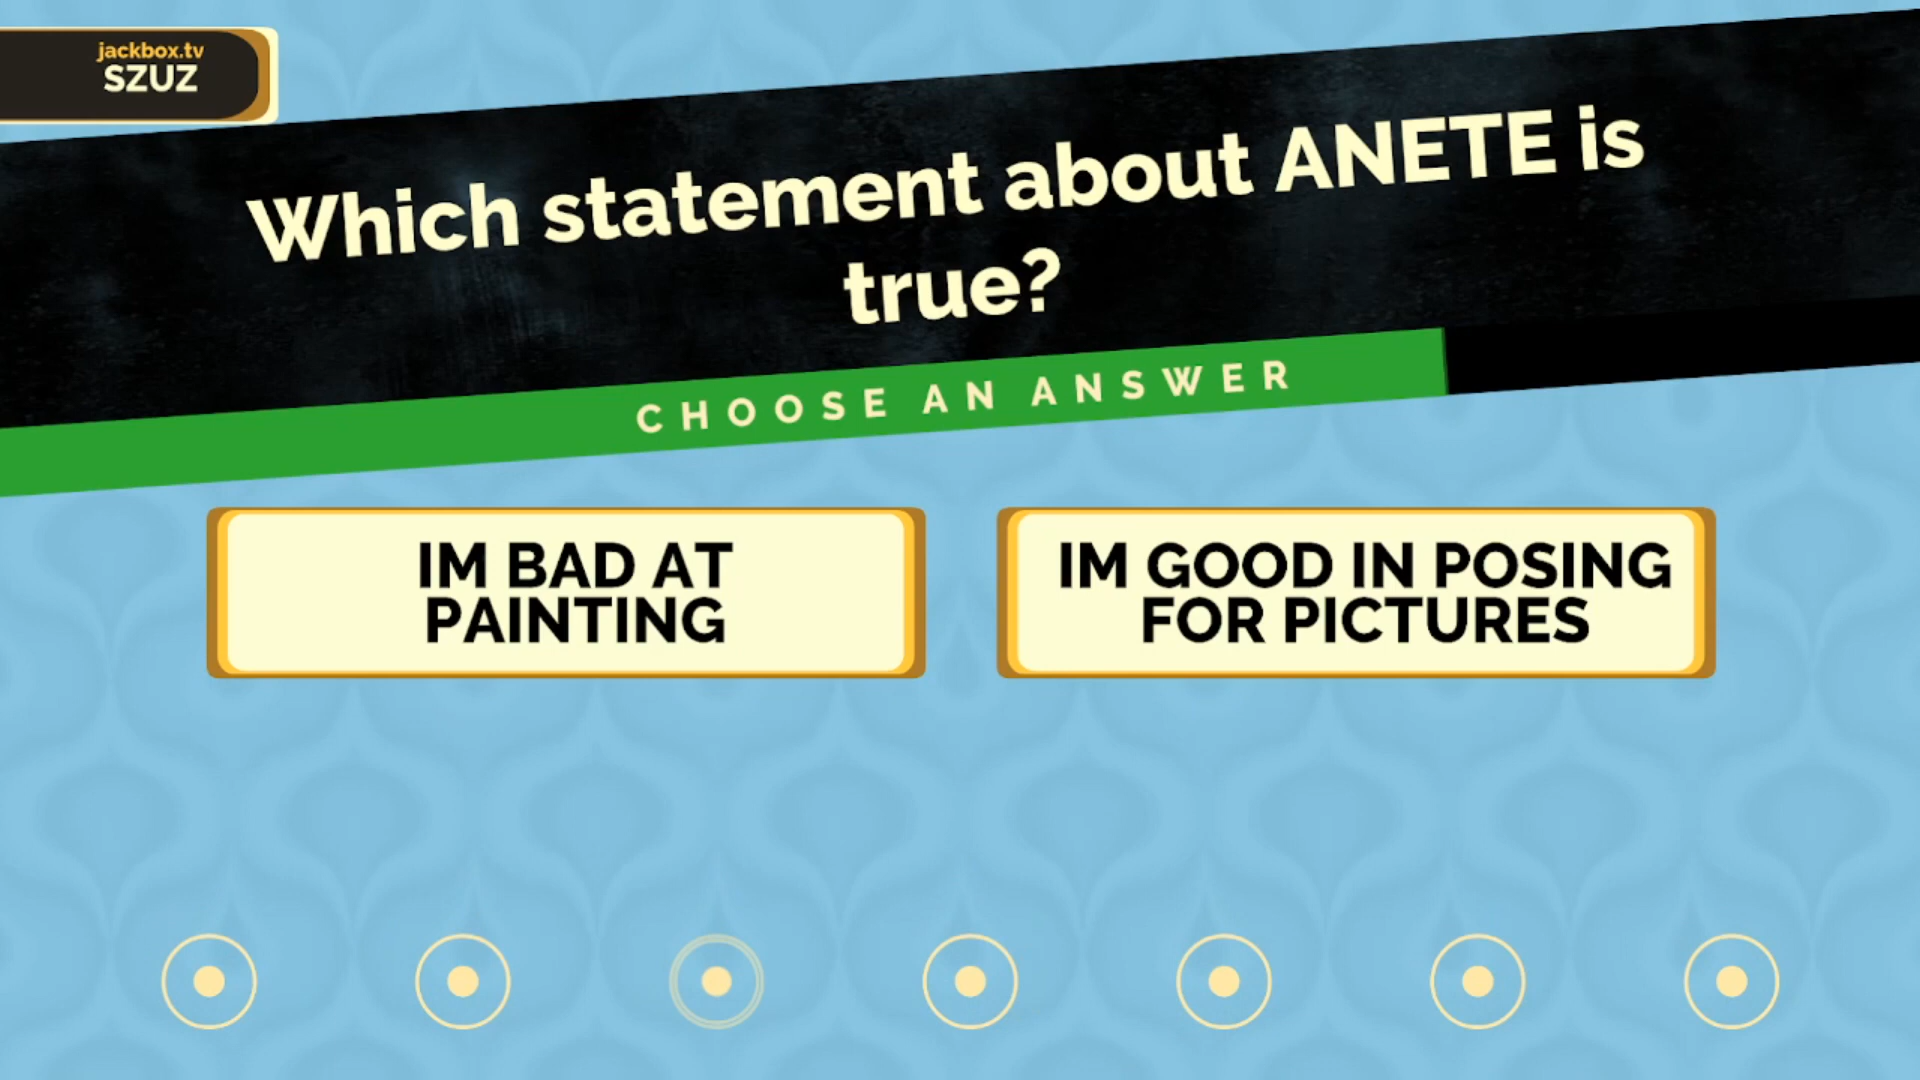 jackbox.tv
SZUZ
Which statement about ANETE is
true?
CHOOSE AN ANSWER
IM BAD AT
PAINTING
IM GOOD IN POSING
FOR PICTURES